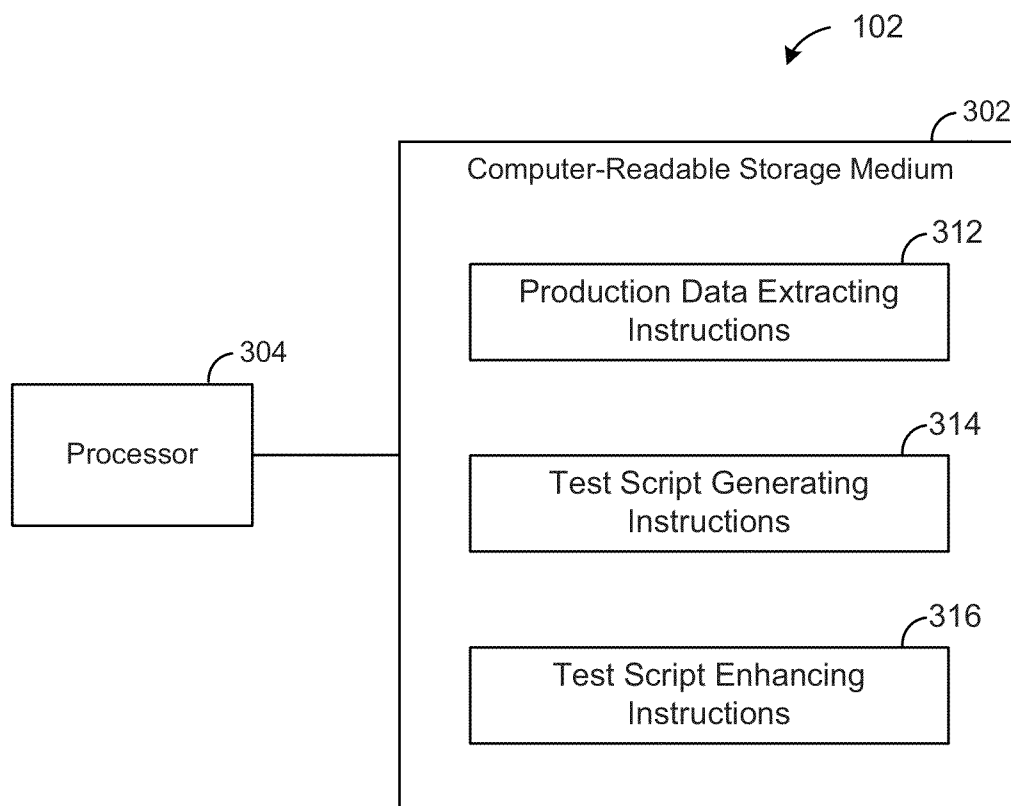 102
302
Computer-Readable Storage Medium
312
Production Data Extracting
Instructions
304
Processor
314
Test Script Generating
Instructions
316
Test Script Enhancing
Instructions